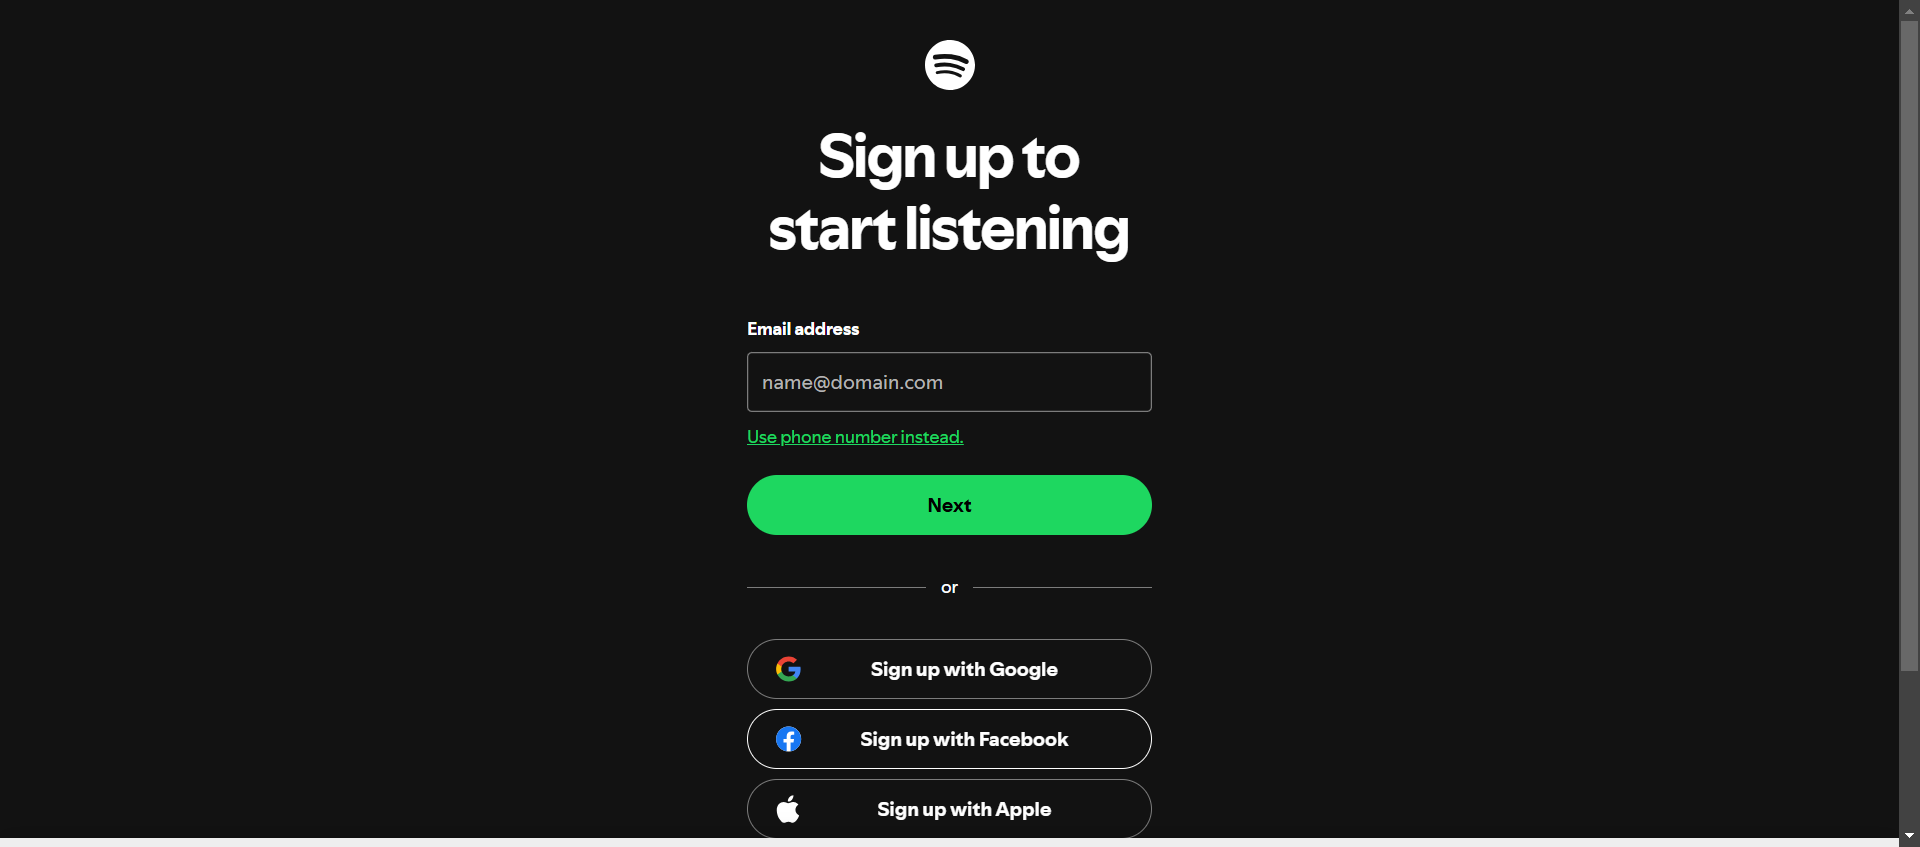 Sign up to
start listening
Email address
name@domain.com
Use phone number instead.
Next
or
Sign up with Google
Sign up with Facebook
Sign up with Apple